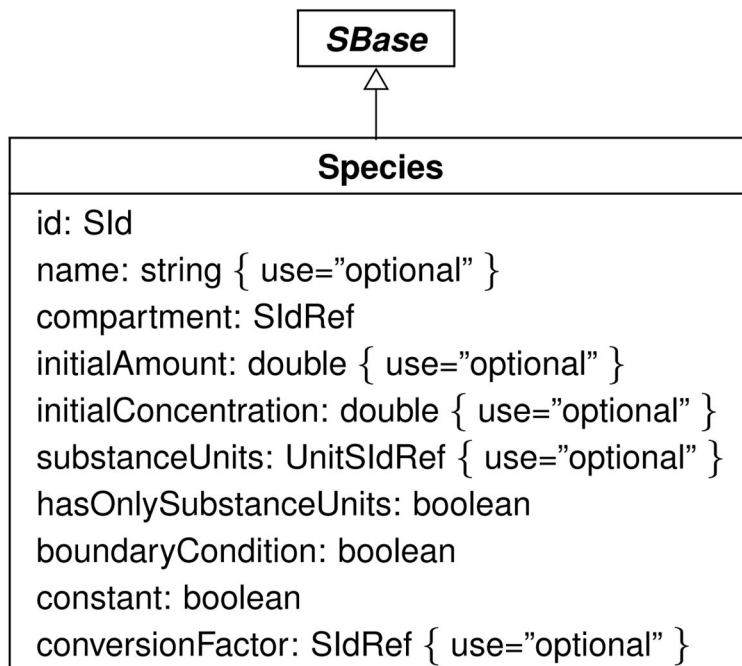 SBase
Species
id: SId
name: string { use=”optional” }
compartment: SIdRef
initialAmount: double { use=”optional” }
initialConcentration: double { use=”optional” }
substanceUnits: UnitSIdRef { use=”optional” }
hasOnlySubstanceUnits: boolean
boundaryCondition: boolean
constant: boolean
conversionFactor: SIdRef { use=”optional” }